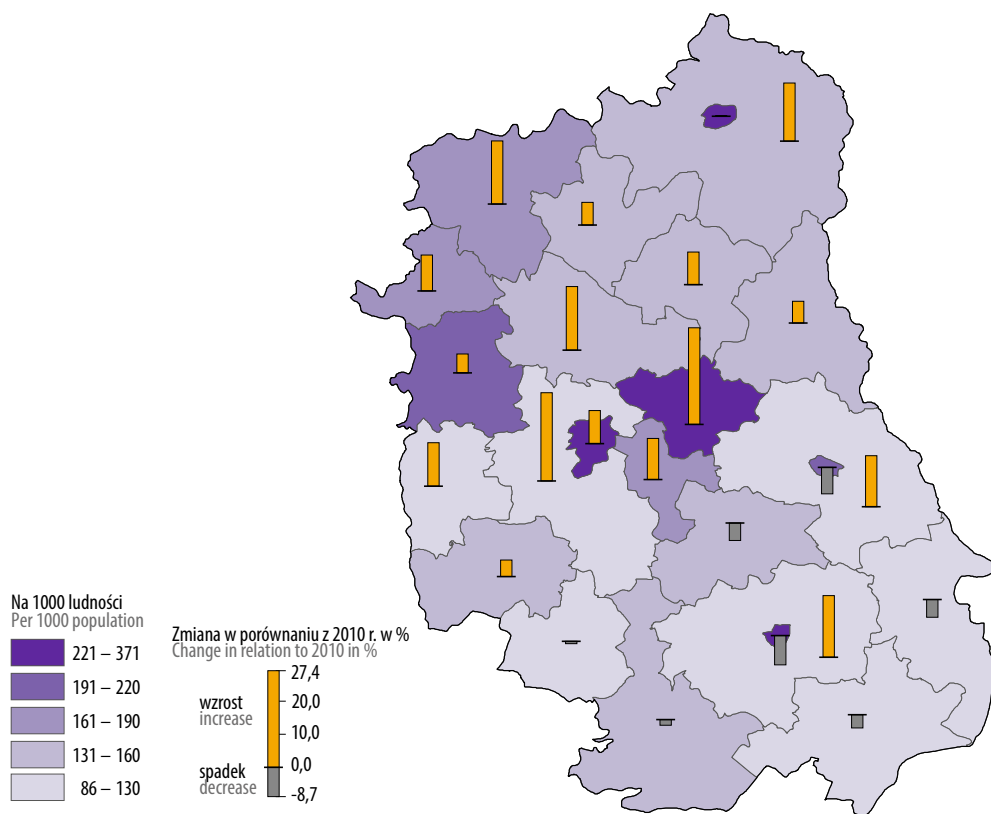 Na 1000 ludności
Per 1000 population
221 – 371
191 – 220
161 – 190
131 – 160
86 – 130
Zmiana w porównaniu z 2010 r. w %
Change in relation to 2010 in %
27,4
wzrost
increase
20,0
10,0
0,0
spadek
decrease
-8,7